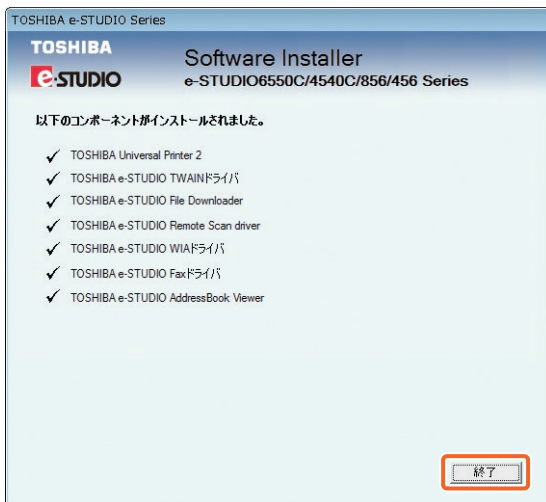 TOSHIBA e-STUDIO Series
TOSHIBA
e-STUDIO
Software Installer
e-STUDIO6550C/4540C/856/456 Series
以下のコンポーネントがインストールされました。
TOSHIBA Universal Printer 2
TOSHIBA e-STUDIO TWAINドライバ
TOSHIBA e-STUDIO File Downloader
TOSHIBA e-STUDIO Remote Scan driver
TOSHIBA e-STUDIO WIAドライバ
TOSHIBA e-STUDIO Faxドライバ
TOSHIBA e-STUDIO AddressBook Viewer
終了